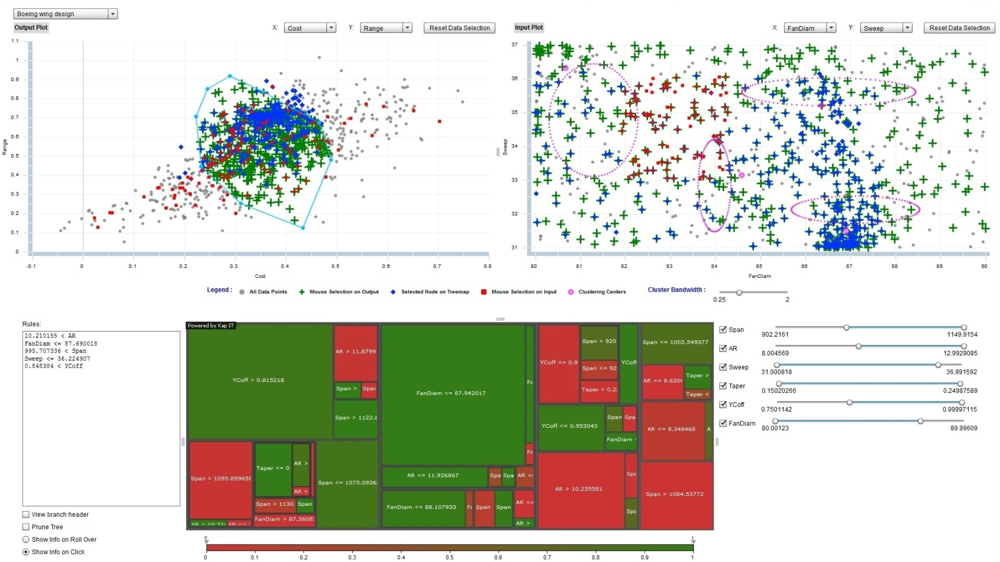 Boeing wing design
Output Plot
X: Cost Y: Range Reset Data Selection
Input Plot
X: FanDiam Y: Sweep Reset Data Selection
1.1
1
0.9
0.8
0.7
0.6
0.5
0.4
0.3
0.2
0.1
0
Range
-0.1 0 0.1 0.2 0.3 0.4 0.5 0.6 0.7 0.8
Cost
37
36
35
34
33
32
31
Sweep
80 81 82 83 84 85 86 87 88 89 90
FanDiam
Legend : All Data Points Mouse Selection on Output Selected Node on Treemap Mouse Selection on Input Clustering Centers
Cluster Bandwidth :
0.25 2
Rules:
10.210155 < AR
FanDiam <= 87.690018
995.707336 < Span
Sweep <= 36.224907
0.848384 < YCoff
View branch header
Prune Tree
Show Info on Roll Over
Show Info on Click
Powered by Kap IT
YCoff > 0.815218
AR > 11.8799
Span > Spar
Span > 1122.8
Span > 1095.899658
Taper <= 0.
AR >
AR <
Span > 1130. Span
FanDiam > 87.3608
Span <= 1075.0936
FanDiam <= 87.942017
Fa
Fa
AR <= 11.926867
Spa Spa AR <=
FanDiam <= 88.107933
Fa Span Span
AR <=
AR >
YCoff <= 0.9
Span > 920
Span <= 92
Taper > 0.2
YCoff
YCoff <= 0.953043
Span Spa
FanDiam
AR > 10.235581
Spa
Spa
Span <= 1002.549377
AR <= 8.630
Taper >
Taper <
AR <= 9.348468
A
Span > 1084.53772
0 1
0 0.1 0.2 0.3 0.4 0.5 0.6 0.7 0.8 0.9 1
Span
902.2161 1149.9154
AR
8.004569 12.9929085
Sweep
31.000818 36.991592
Taper
0.15020266 0.24987589
YCoff
0.7501142 0.99997115
FanDiam
80.00123 89.99609